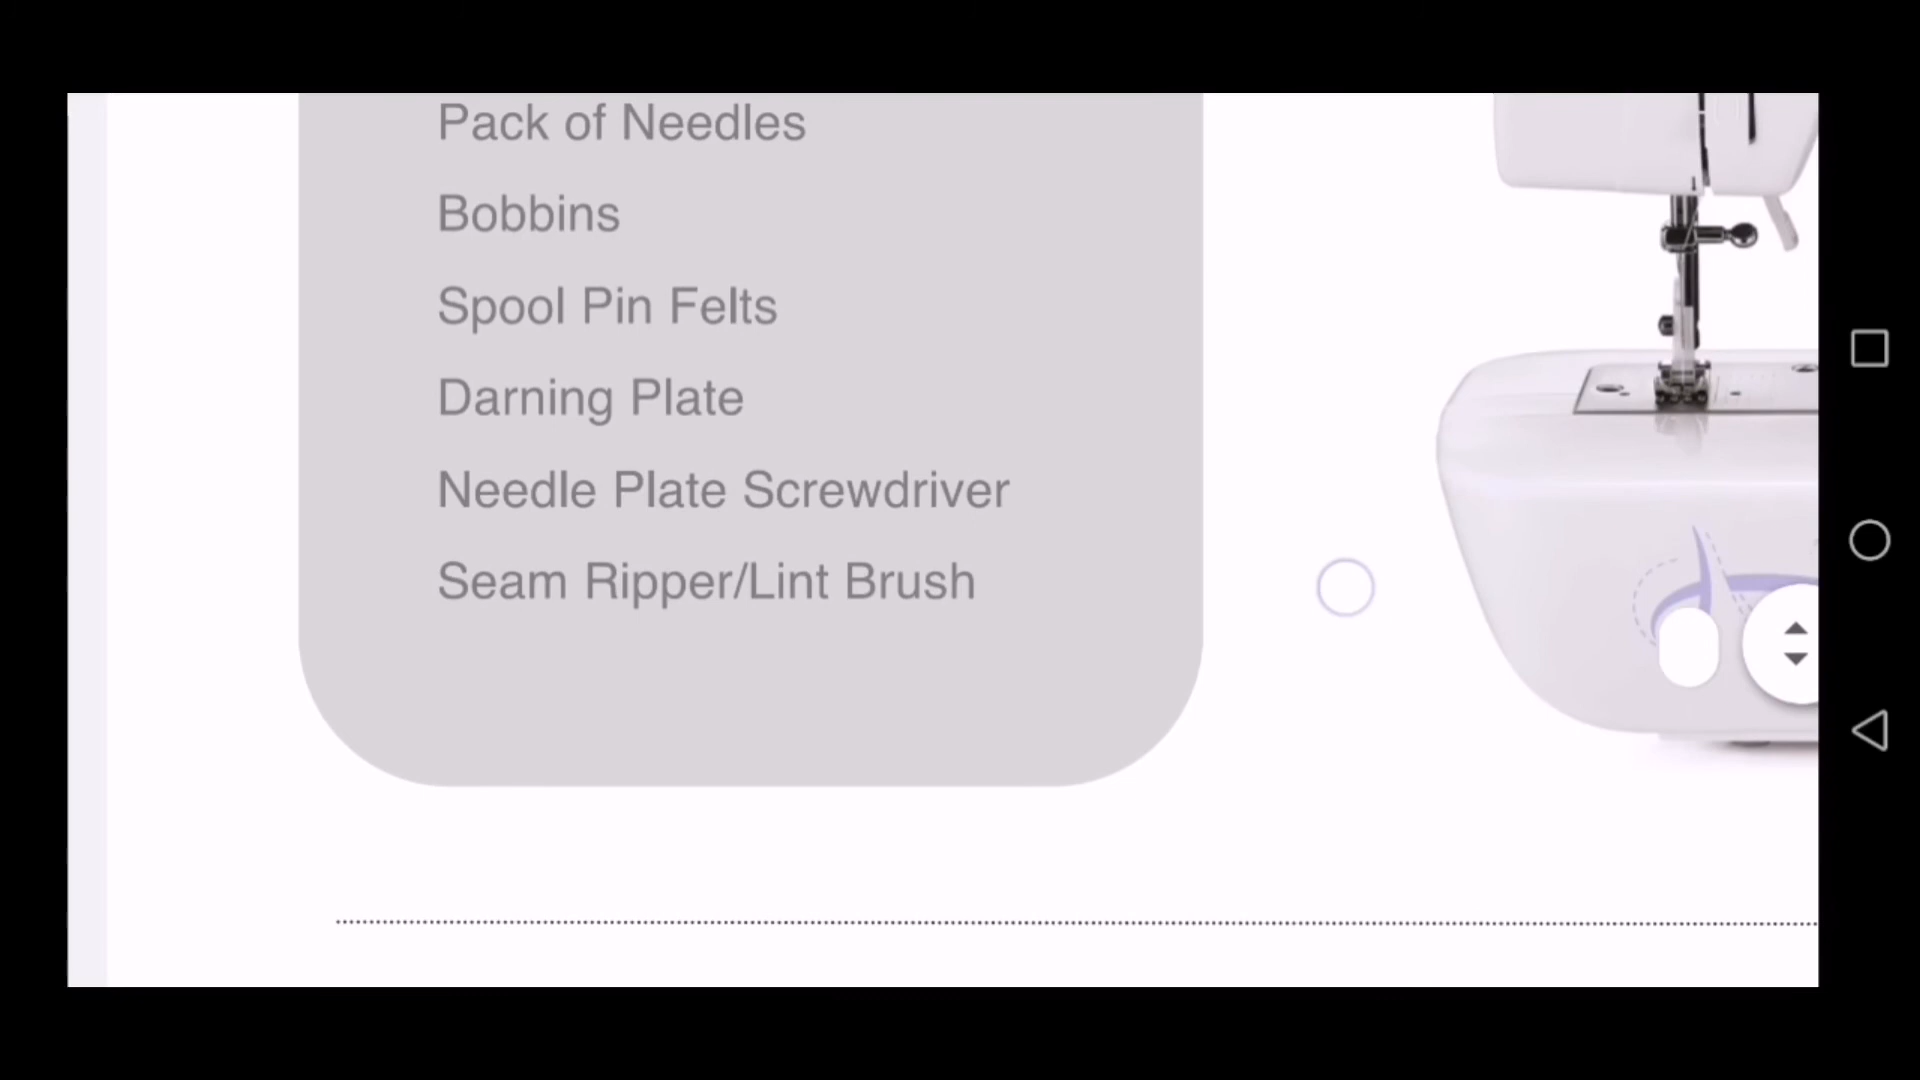 Pack of Needles
Bobbins
Spool Pin Felts
Darning Plate
Needle Plate Screwdriver
Seam Ripper/Lint Brush